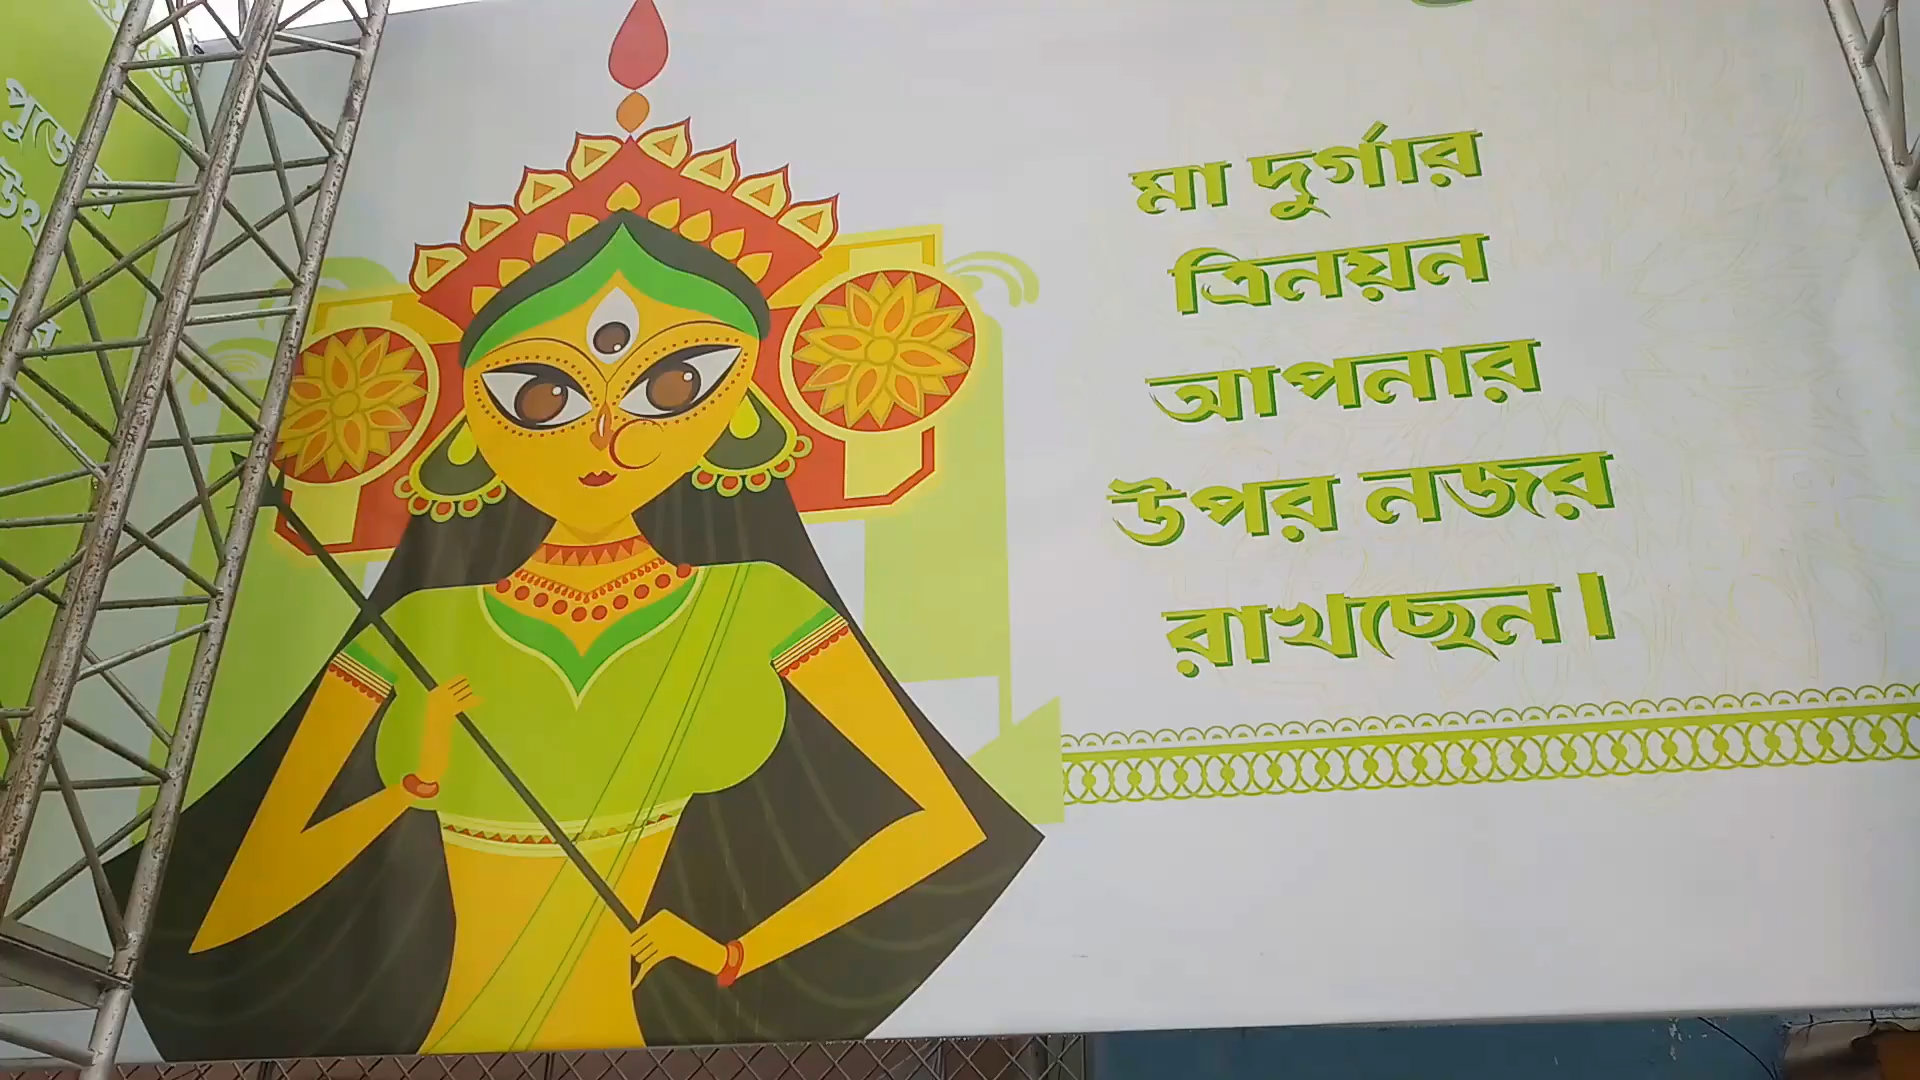 মা দুর্গার
ত্রিনয়ন
আপনার
উপর নজর
রাখছেন।